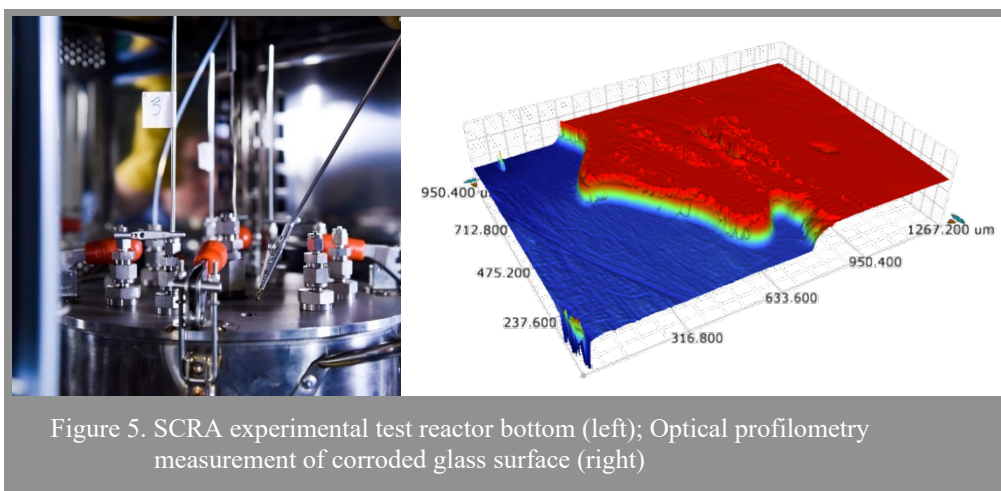 3
950.400 u
712.800
475.200
237.600
316.800
633.600
950.400
1267.200 um
Figure 5. SCRA experimental test reactor bottom (left); Optical profilometry
measurement of corroded glass surface (right)